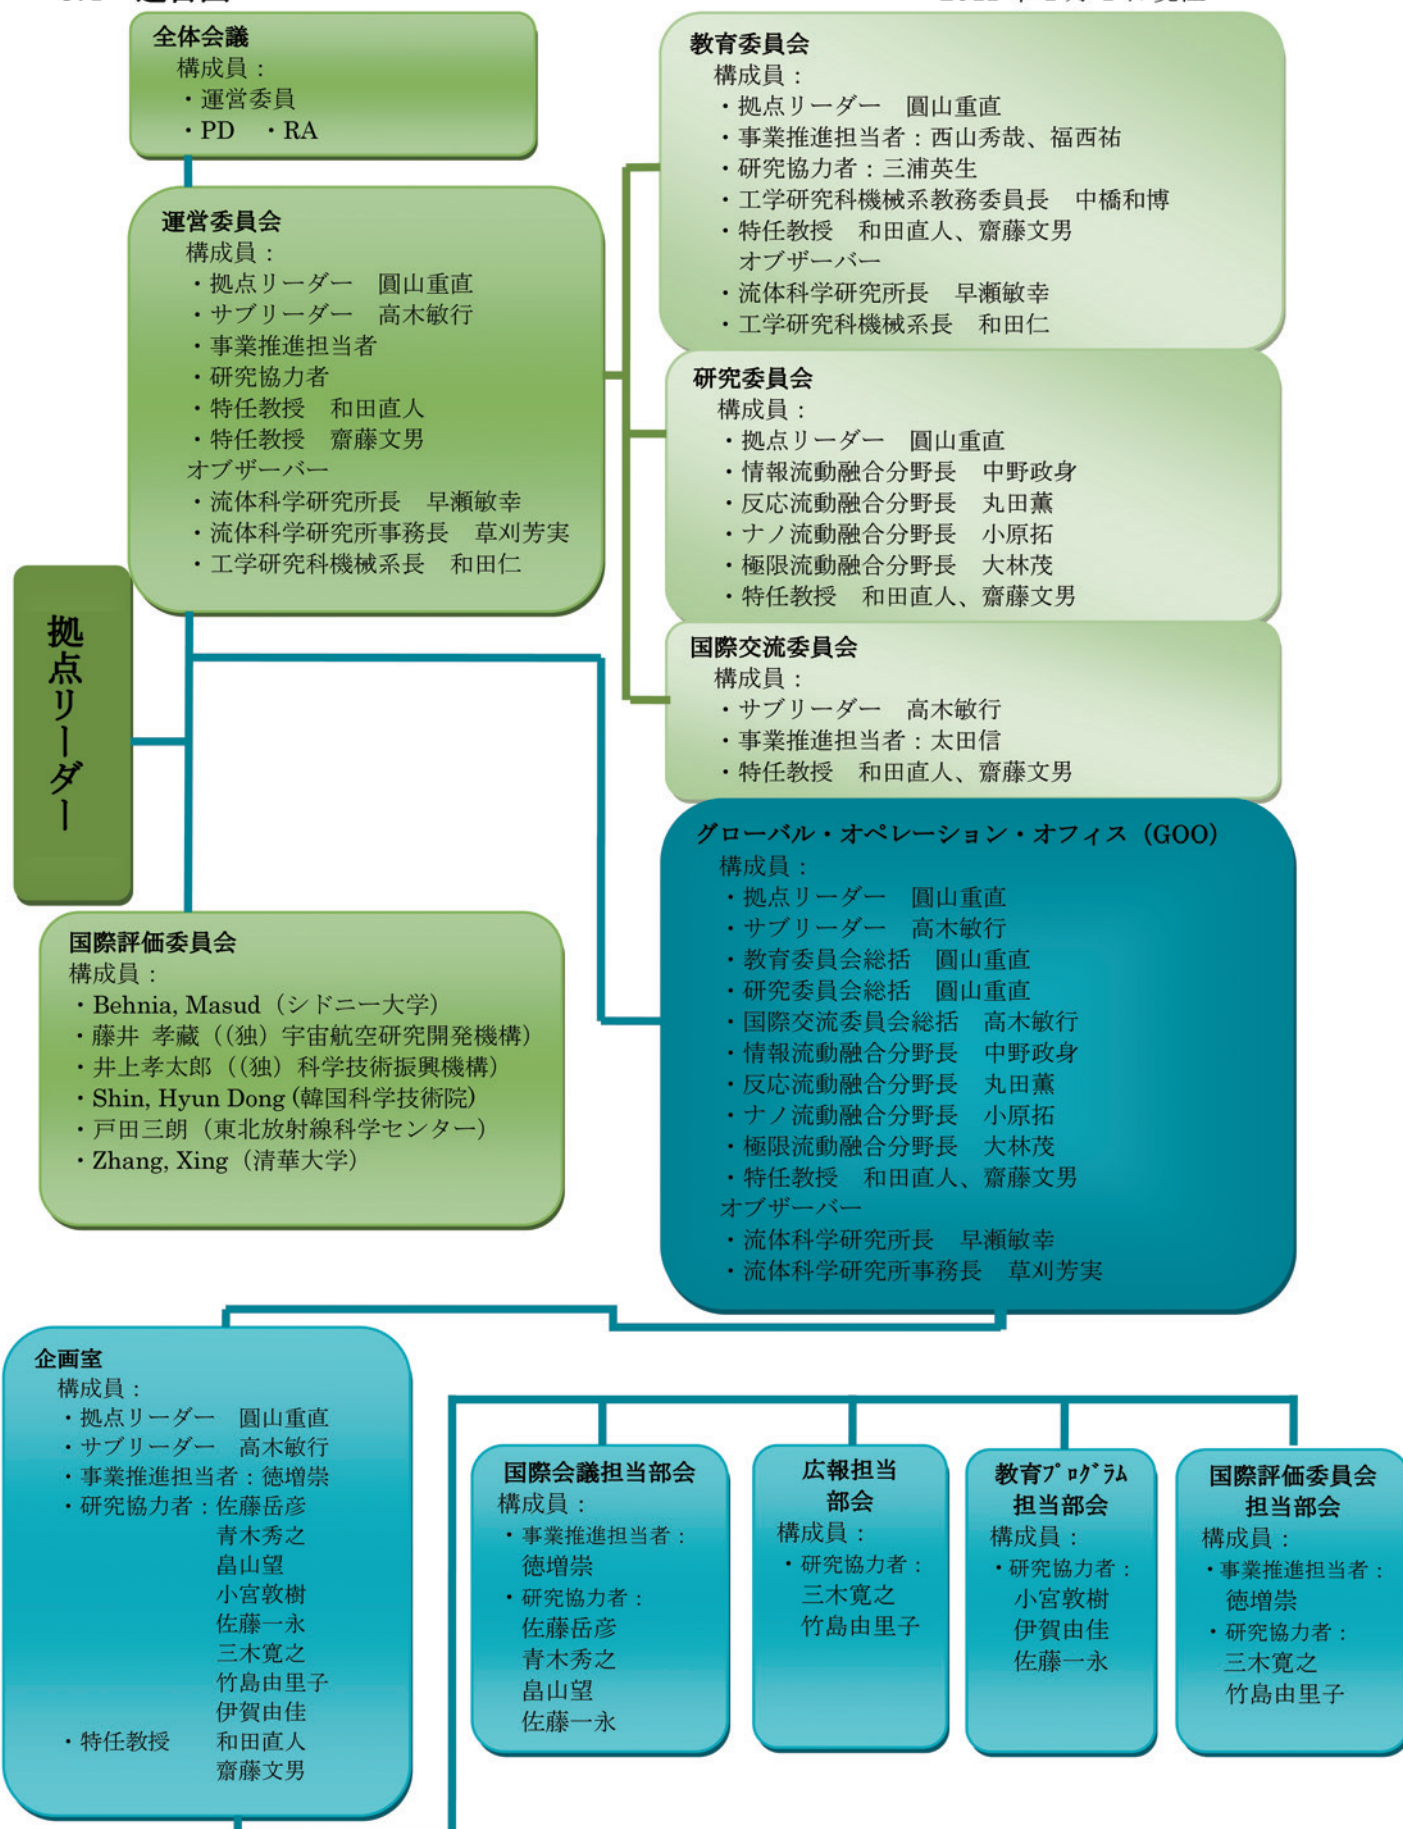 全体会議
構成員：
・運営委員
・PD　・RA
運営委員会
構成員：
・拠点リーダー　圓山重直
・サブリーダー　高木敏行
・事業推進担当者
・研究協力者
・特任教授　和田直人
・特任教授　齋藤文男
オブザーバー
・流体科学研究所長　早瀬敏幸
・流体科学研究所事務長　草刈芳実
・工学研究科機械系長　和田仁
教育委員会
構成員：
・拠点リーダー　圓山重直
・事業推進担当者：西山秀哉、福西祐
・研究協力者：三浦英生
・工学研究科機械系教務委員長　中橋和博
・特任教授　和田直人、齋藤文男
オブザーバー
・流体科学研究所長　早瀬敏幸
・工学研究科機械系長　和田仁
研究委員会
構成員：
・拠点リーダー　圓山重直
・情報流動融合分野長　中野政身
・反応流動融合分野長　丸田薫
・ナノ流動融合分野長　小原拓
・極限流動融合分野長　大林茂
・特任教授　和田直人、齋藤文男
国際交流委員会
構成員：
・サブリーダー　高木敏行
・事業推進担当者：太田信
・特任教授　和田直人、齋藤文男
拠点リーダー
グローバル・オペレーション・オフィス（GOO）
構成員：
・拠点リーダー　圓山重直
・サブリーダー　高木敏行
・教育委員会総括　圓山重直
・研究委員会総括　圓山重直
・国際交流委員会総括　高木敏行
・情報流動融合分野長　中野政身
・反応流動融合分野長　丸田薫
・ナノ流動融合分野長　小原拓
・極限流動融合分野長　大林茂
・特任教授　和田直人、齋藤文男
オブザーバー
・流体科学研究所長　早瀬敏幸
・流体科学研究所事務長　草刈芳実
国際評価委員会
構成員：
・Behnia, Masud（シドニー大学）
・藤井 孝藏（(独）宇宙航空研究開発機構）
・井上孝太郎（(独）科学技術振興機構）
・Shin, Hyun Dong (韓国科学技術院)
・戸田三朗（東北放射線科学センター）
・Zhang, Xing（清華大学）
企画室
構成員：
・拠点リーダー　圓山重直
・サブリーダー　高木敏行
・事業推進担当者：徳増崇
・研究協力者：佐藤岳彦
青木秀之
畠山望
小宮敦樹
佐藤一永
三木寛之
竹島由里子
伊賀由佳
・特任教授　和田直人
齋藤文男
国際会議担当部会
構成員：
・事業推進担当者：
徳増崇
・研究協力者：
佐藤岳彦
青木秀之
畠山望
佐藤一永
広報担当
部会
構成員：
・研究協力者：
三木寛之
竹島由里子
教育ﾌﾟﾛｸﾞﾗﾑ
担当部会
構成員：
・研究協力者：
小宮敦樹
伊賀由佳
佐藤一永
国際評価委員会
担当部会
構成員：
・事業推進担当者：
徳増崇
・研究協力者：
三木寛之
竹島由里子